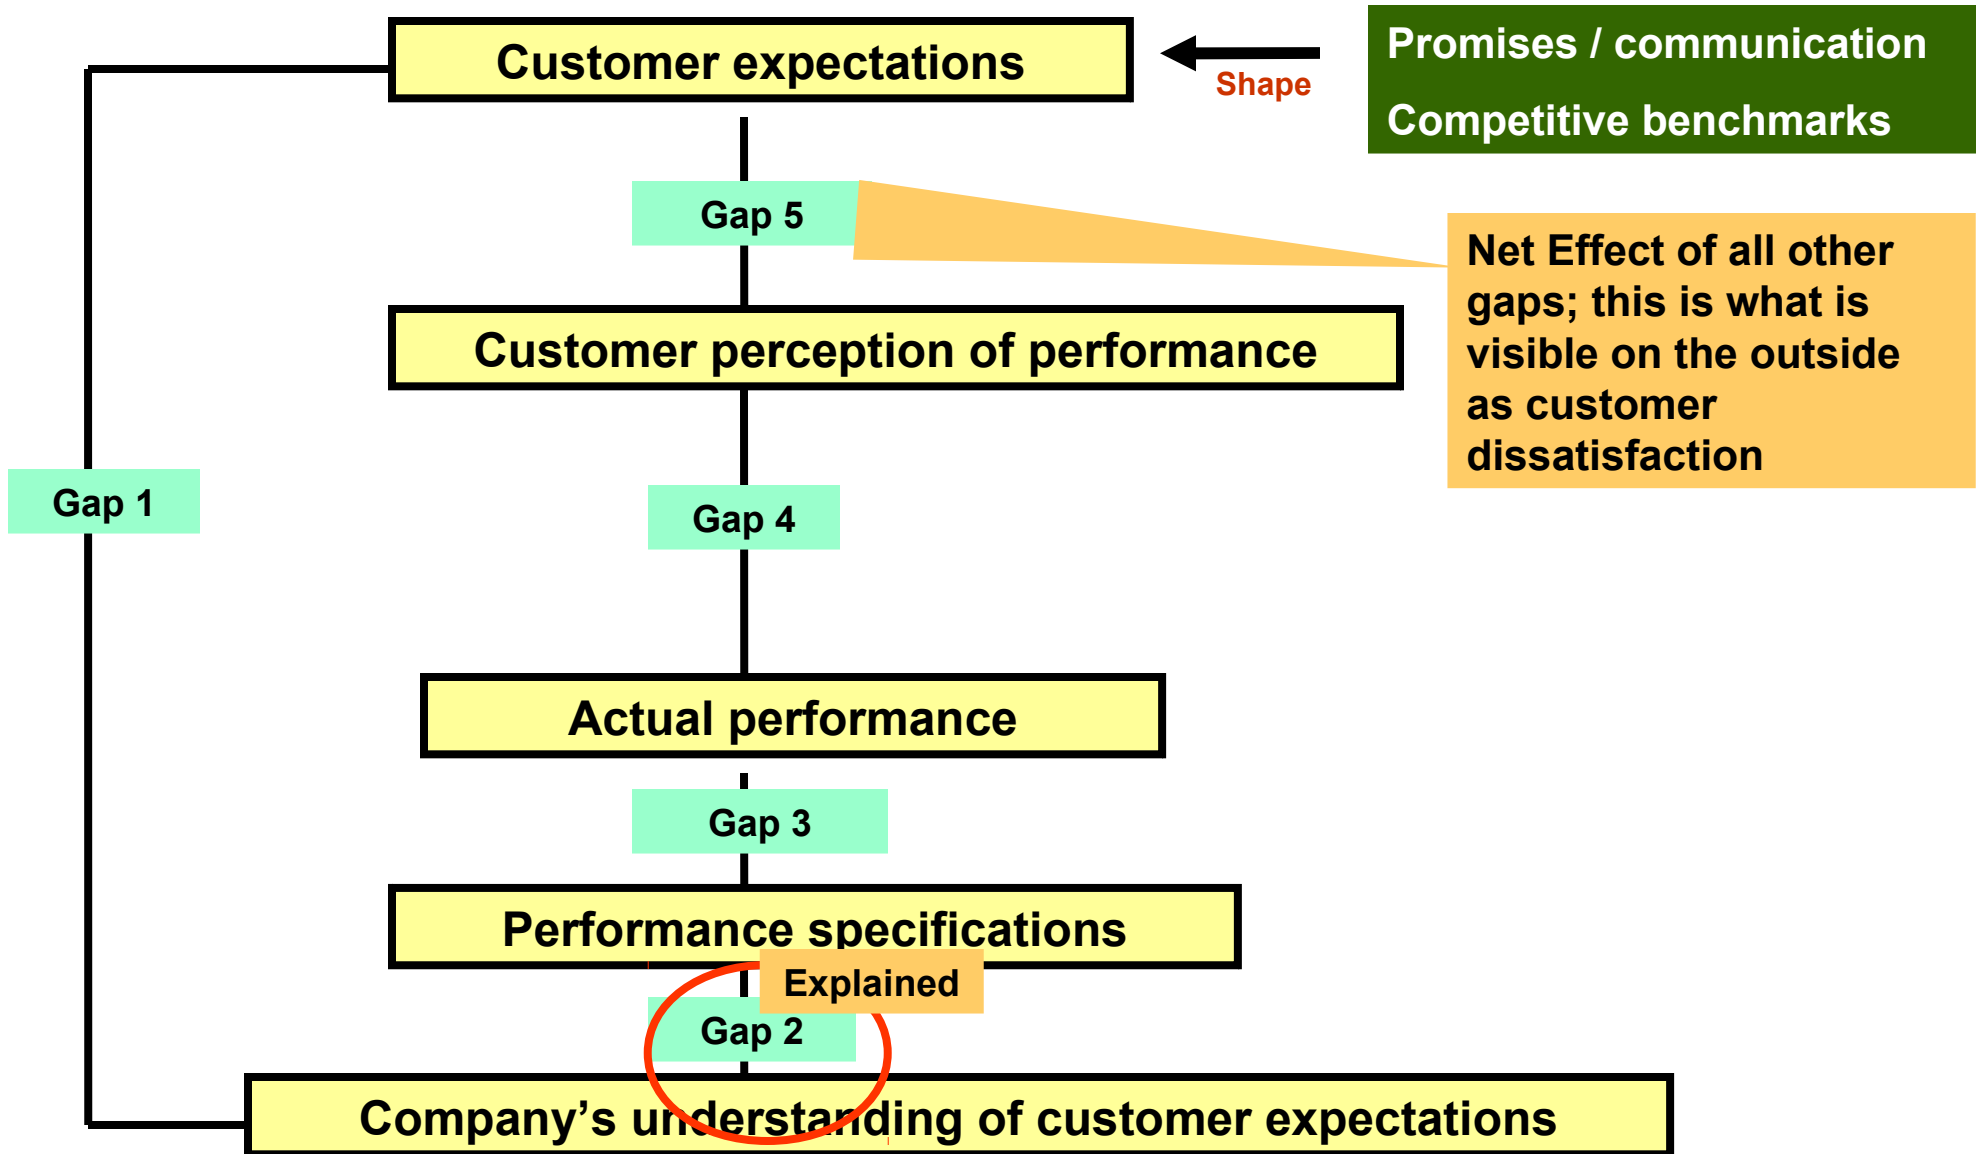 Customer expectations
Shape
Promises / communication
Competitive benchmarks
Gap 5
Net Effect of all other
gaps; this is what is
visible on the outside
as customer
dissatisfaction
Customer perception of performance
Gap 1
Gap 4
Actual performance
Gap 3
Performance specifications
Explained
Gap 2
Company’s understanding of customer expectations